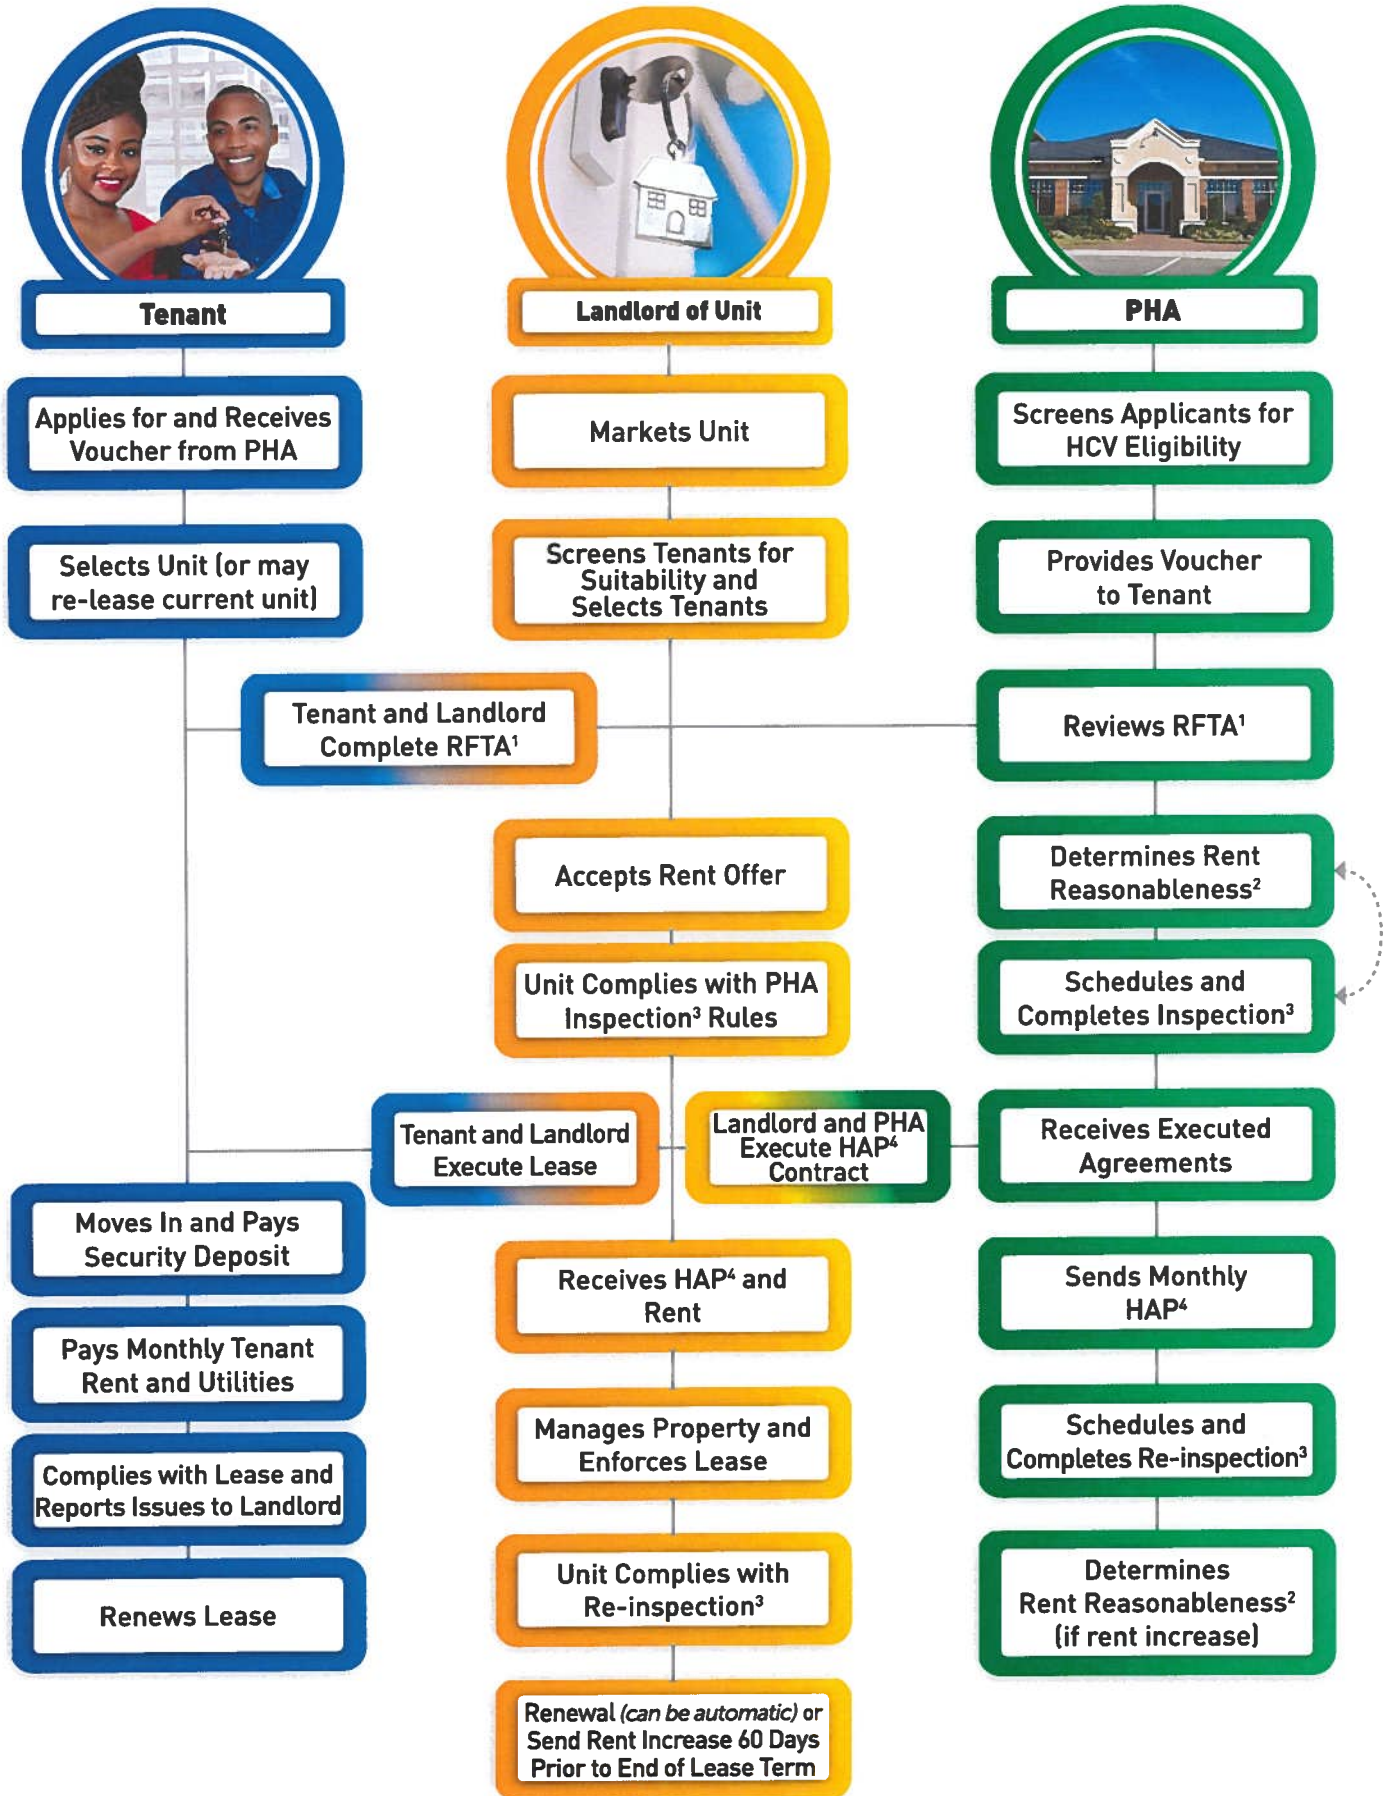 Tenant
Applies for and Receives
Voucher from PHA
Selects Unit (or may
re-lease current unit)
Tenant and Landlord
Complete RFTA¹
Tenant and Landlord
Execute Lease
Moves In and Pays
Security Deposit
Pays Monthly Tenant
Rent and Utilities
Complies with Lease and
Reports Issues to Landlord
Renews Lease
Landlord of Unit
Markets Unit
Screens Tenants for
Suitability and
Selects Tenants
Accepts Rent Offer
Unit Complies with PHA
Inspection³ Rules
Landlord and PHA
Execute HAP⁴
Contract
Receives HAP⁴ and
Rent
Manages Property and
Enforces Lease
Unit Complies with
Re-inspection³
Renewal (can be automatic) or
Send Rent Increase 60 Days
Prior to End of Lease Term
PHA
Screens Applicants for
HCV Eligibility
Provides Voucher
to Tenant
Reviews RFTA¹
Determines Rent
Reasonableness²
Schedules and
Completes Inspection³
Receives Executed
Agreements
Sends Monthly
HAP⁴
Schedules and
Completes Re-inspection³
Determines
Rent Reasonableness²
(if rent increase)